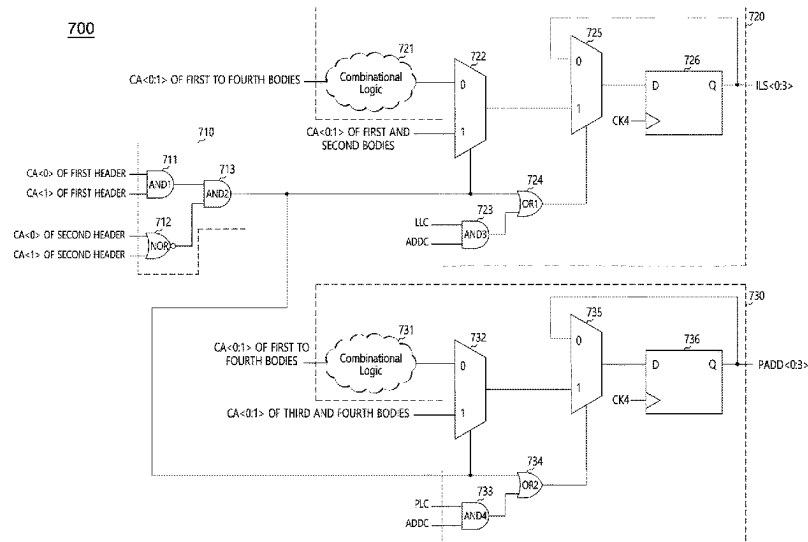 700
720
721
722
725
726
Combinational
Logic
CA<0:1> OF FIRST TO FOURTH BODIES
0
0
D
Q
ILS<0:3>
1
CK4
CA<0:1> OF FIRST AND
SECOND BODIES
1
710
711
713
CA<0> OF FIRST HEADER
CA<1> OF FIRST HEADER
AND1
AND2
724
OR1
712
723
CA<0> OF SECOND HEADER
CA<1> OF SECOND HEADER
NOR
LLC
ADDC
AND3
730
731
732
735
736
CA<0:1> OF FIRST TO
FOURTH BODIES
Combinational
Logic
0
0
D
Q
PADD<0:3>
1
CK4
CA<0:1> OF THIRD AND FOURTH BODIES
1
734
OR2
733
PLC
ADDC
AND4